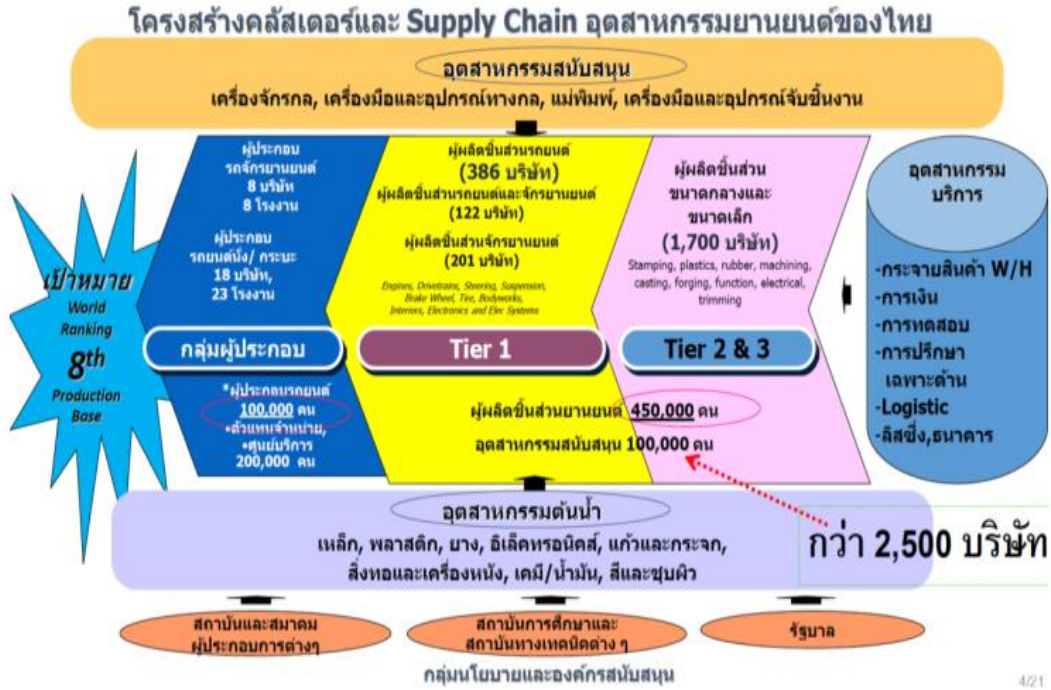 โครงสร้างคลัสเตอร์และ Supply Chain อุตสาหกรรมยานยนต์ของไทย
อุตสาหกรรมสนับสนุน
เครื่องจักรกล, เครื่องมือและอุปกรณ์ทางกล, แม่พิมพ์, เครื่องมือและอุปกรณ์จับชิ้นงาน
เป้าหมาย
World
Ranking
8th
Production
Base
ผู้ประกอบ
รถจักรยานยนต์
8 บริษัท
8 โรงงาน
ผู้ประกอบ
รถยนต์นั่ง/ กระบะ
18 บริษัท,
23 โรงงาน
กลุ่มผู้ประกอบ
*ผู้ประกอบรถยนต์
100,000 คน
•ตัวแทนจำหน่าย,
•ศูนย์บริการ
200,000 คน
ผู้ผลิตชิ้นส่วนรถยนต์
(386 บริษัท)
ผู้ผลิตชิ้นส่วนรถยนต์และจักรยานยนต์
(122 บริษัท)
ผู้ผลิตชิ้นส่วนจักรยานยนต์
(201 บริษัท)
Engines, Drivetrains, Steering, Suspension,
Brake Wheel, Tire, Bodyworks,
Interiors, Electronics and Elec Systems
Tier 1
ผู้ผลิตชิ้นส่วน
ขนาดกลางและ
ขนาดเล็ก
(1,700 บริษัท)
Stamping, plastics, rubber, machining,
casting, forging, function, electrical,
trimming
Tier 2 & 3
ผู้ผลิตชิ้นส่วนยานยนต์ 450,000 คน
อุตสาหกรรมสนับสนุน 100,000 คน
อุตสาหกรรม
บริการ
-กระจายสินค้า W/H
-การเงิน
-การทดสอบ
-การปรึกษา
เฉพาะด้าน
-Logistic
-ลิสซิ่ง,ธนาคาร
กว่า 2,500 บริษัท
อุตสาหกรรมต้นน้ำ
เหล็ก, พลาสติก, ยาง, อิเล็คทรอนิคส์, แก้วและกระจก,
สิ่งทอและเครื่องหนัง, เคมี/น้ำมัน, สีและชุบผิว
สถาบันและสมาคม
ผู้ประกอบการต่างๆ
สถาบันการศึกษาและ
สถาบันทางเทคนิคต่าง ๆ
รัฐบาล
กลุ่มนโยบายและองค์กรสนับสนุน
4/21